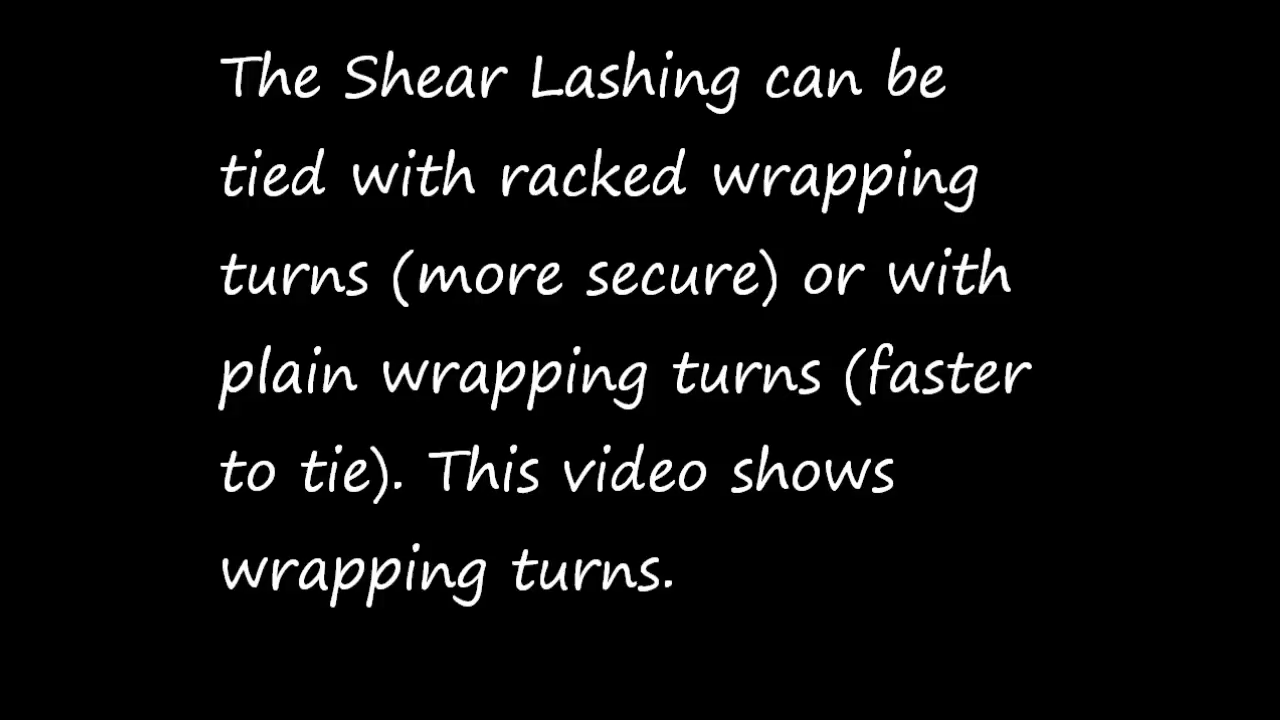 The Shear Lashing can be
tied with racked wrapping
turns (more secure) or with
plain wrapping turns (faster
to tie). This video shows
wrapping turns.